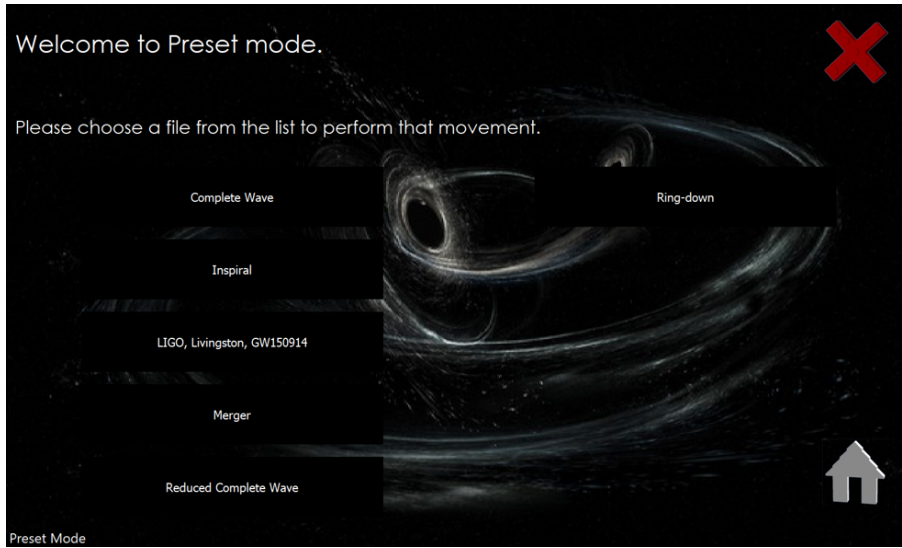 Welcome to Preset mode.
Please choose a file from the list to perform that movement.
Complete Wave
Ring-down
Inspiral
LIGO, Livingston, GW150914
Merger
Reduced Complete Wave
Preset Mode